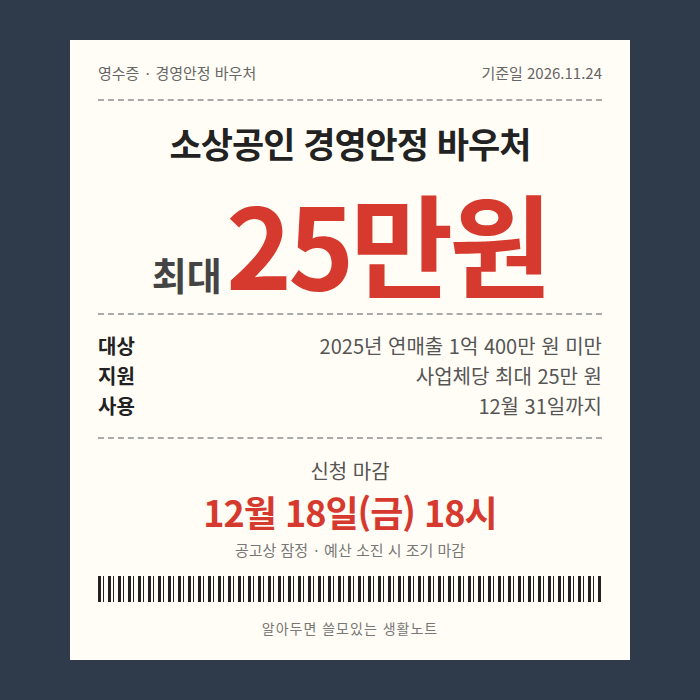 영수증 · 경영안정 바우처 기준일 2026.11.24
소상공인 경영안정 바우처
최대 25만원
대상 2025년 연매출 1억 400만 원 미만
지원 사업체당 최대 25만 원
사용 12월 31일까지
신청 마감
12월 18일(금) 18시
공고상 잠정 · 예산 소진 시 조기 마감
알아두면 쓸모있는 생활노트